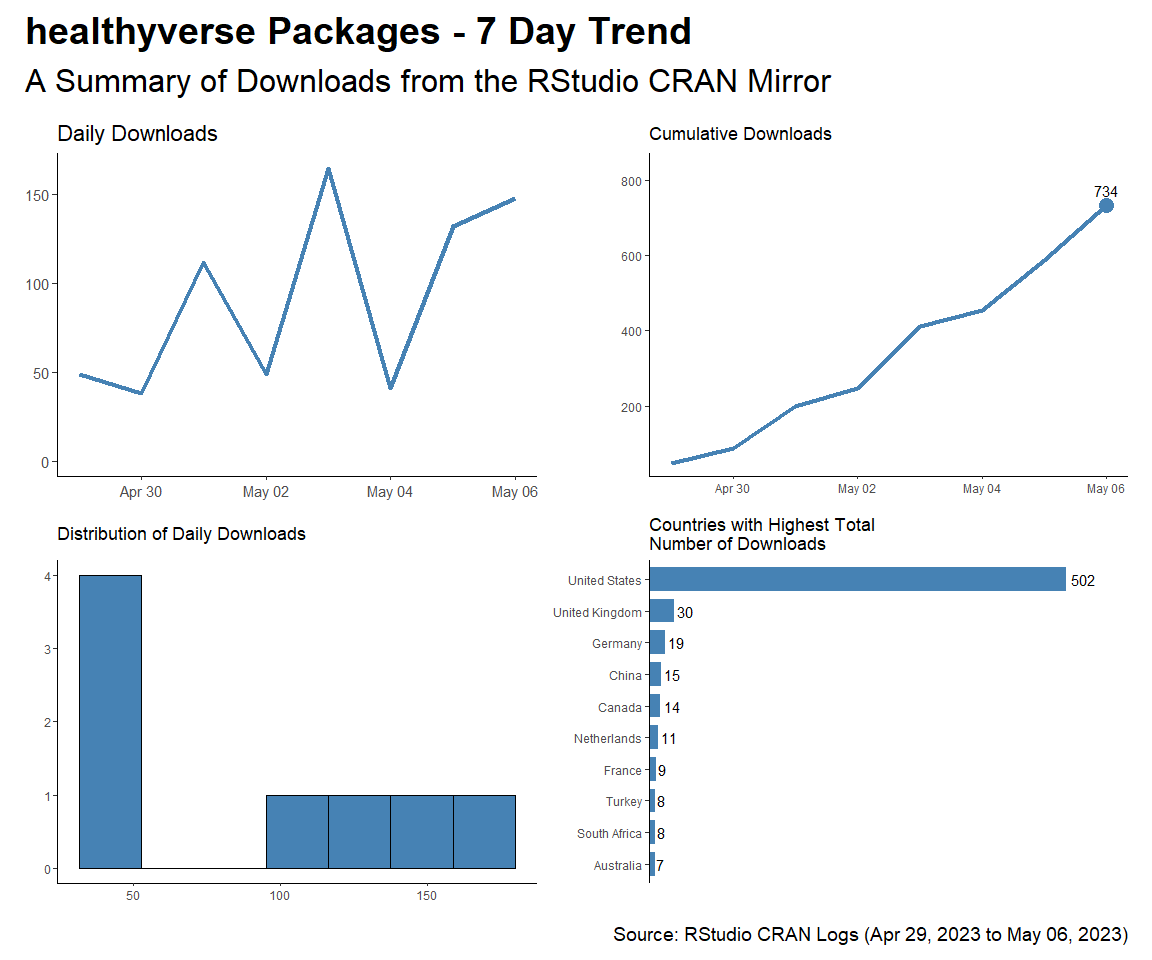 healthyverse Packages - 7 Day Trend
A Summary of Downloads from the RStudio CRAN Mirror
Daily Downloads
150
100
50
0
Apr 30
May 02
May 04
May 06
Cumulative Downloads
800
600
400
200
734
Apr 30
May 02
May 04
May 06
Distribution of Daily Downloads
4
3
2
1
0
50
100
150
Countries with Highest Total
Number of Downloads
United States 502
United Kingdom 30
Germany 19
China 15
Canada 14
Netherlands 11
France 9
Turkey 8
South Africa 8
Australia 7
Source: RStudio CRAN Logs (Apr 29, 2023 to May 06, 2023)